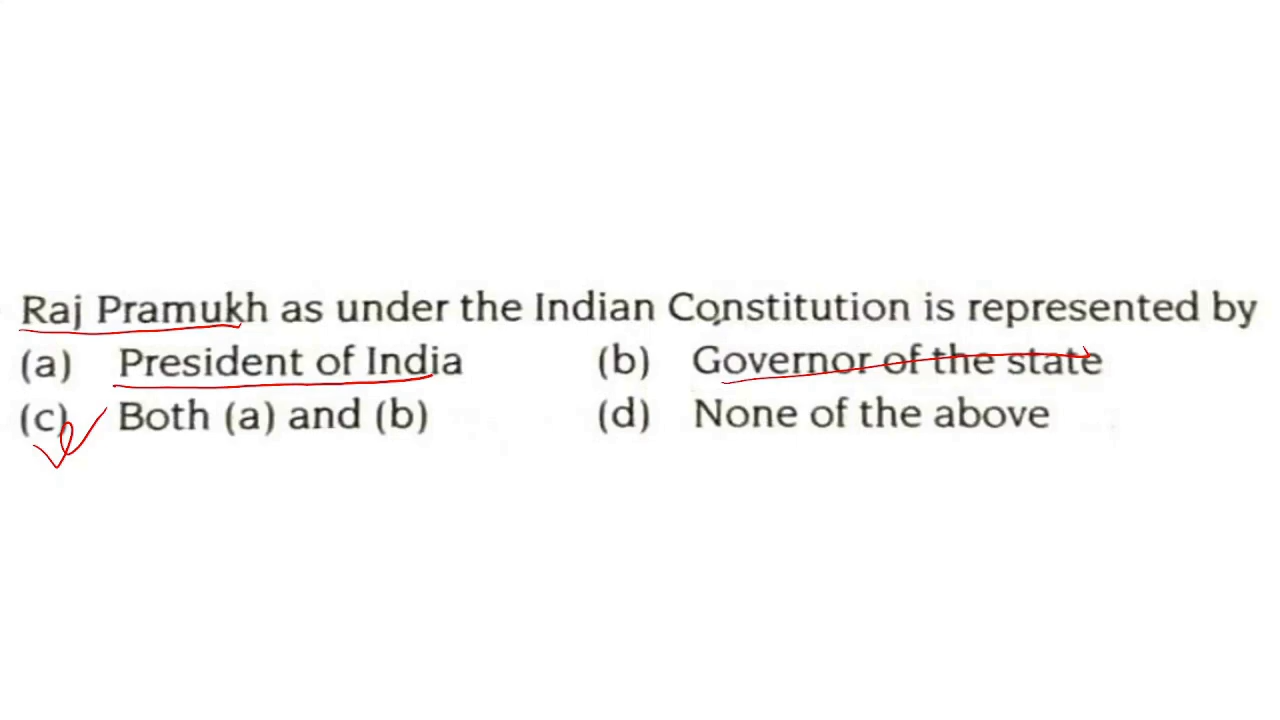 Raj Pramukh as under the Indian Constitution is represented by
(a) President of India (b) Governor of the state
(c) Both (a) and (b) (d) None of the above